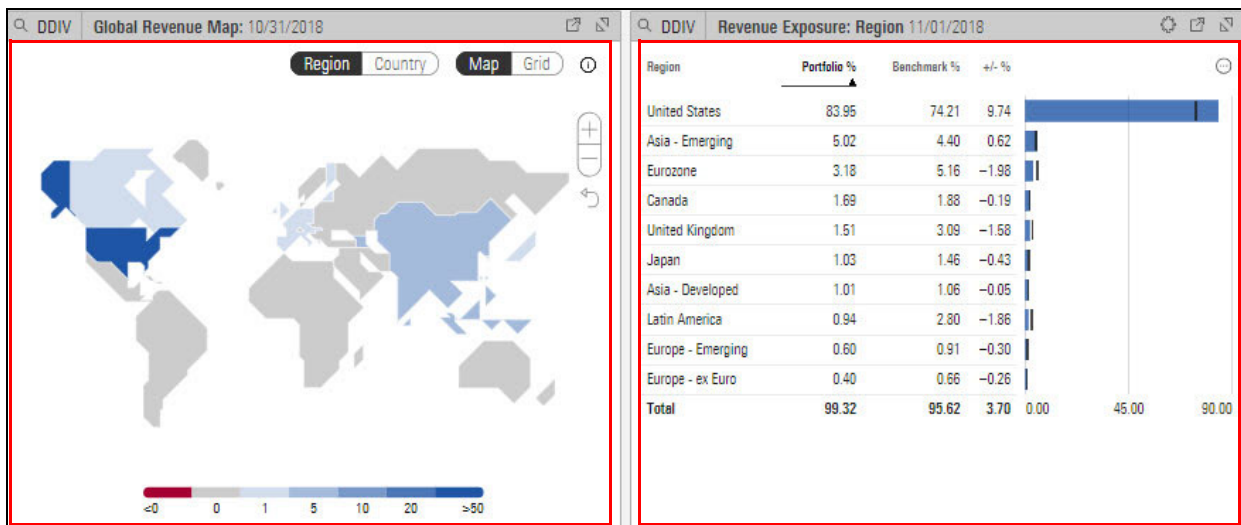 DDIV Global Revenue Map: 10/31/2018
Region Country Map Grid
<0 0 1 5 10 20 >50
DDIV Revenue Exposure: Region 11/01/2018
Region Portfolio % Benchmark % +/- %
United States 83.95 74.21 9.74
Asia - Emerging 5.02 4.40 0.62
Eurozone 3.18 5.16 −1.98
Canada 1.69 1.88 −0.19
United Kingdom 1.51 3.09 −1.58
Japan 1.03 1.46 −0.43
Asia - Developed 1.01 1.06 −0.05
Latin America 0.94 2.80 −1.86
Europe - Emerging 0.60 0.91 −0.30
Europe - ex Euro 0.40 0.66 −0.26
Total 99.32 95.62 3.70 0.00 45.00 90.00